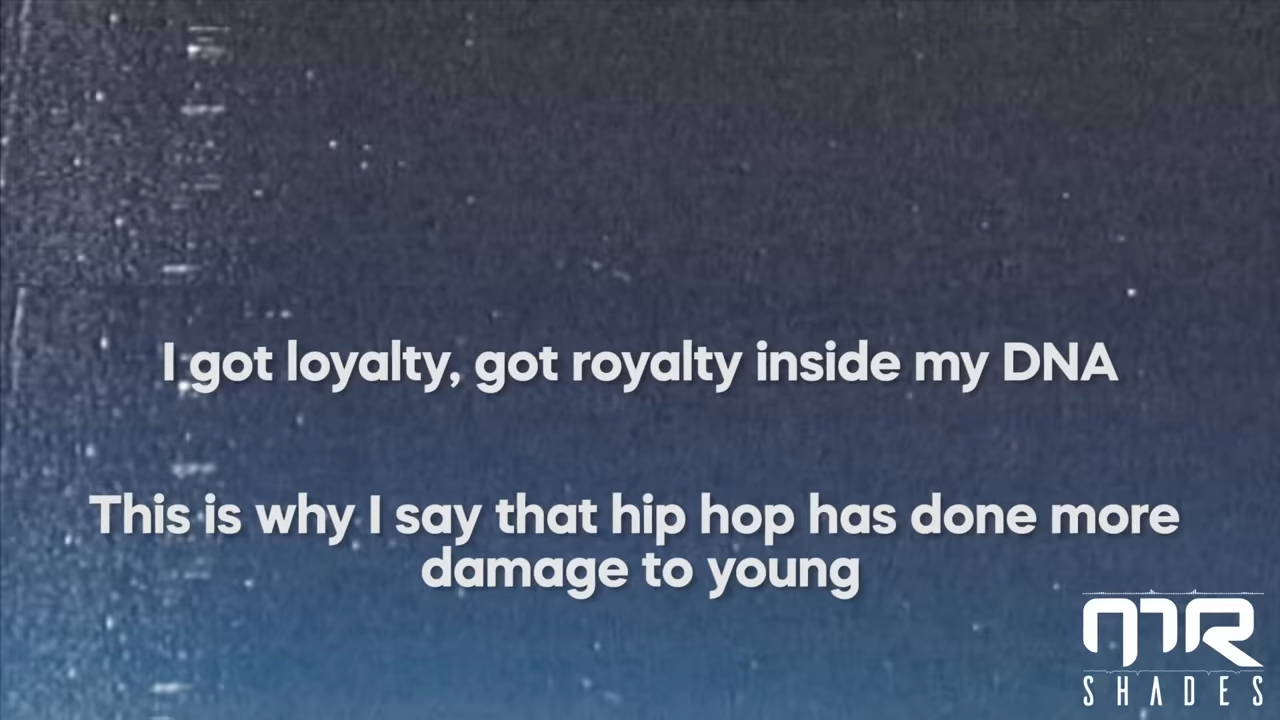 I got loyalty, got royalty inside my DNA
This is why I say that hip hop has done more
damage to young
MR
SHADES